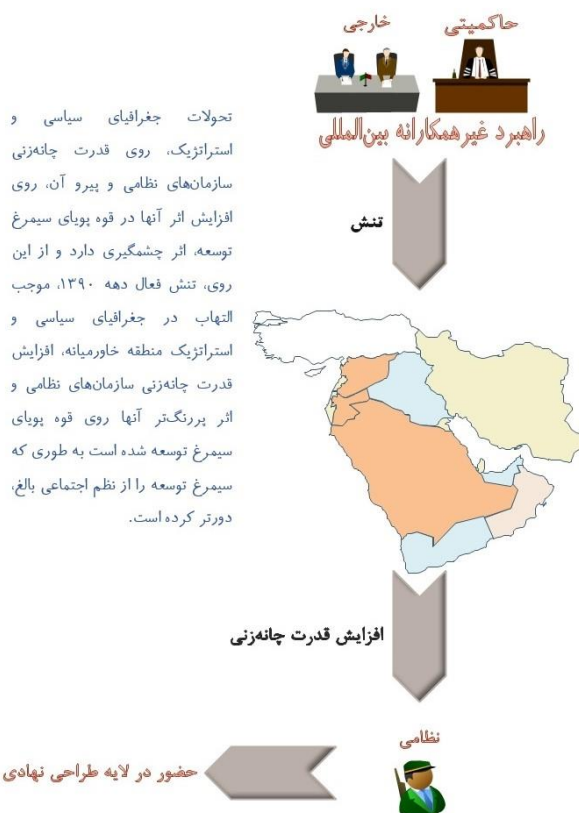 حاکمیتی
خارجی
راهبرد غیرهمکارانه بین‌المللی
تنش
تحولات جغرافیای سیاسی و
استراتژیک، روی قدرت چانه‌زنی
سازمان‌های نظامی و پیرو آن، روی
افزایش اثر آنها در قوه پویای سیمرغ
توسعه، اثر چشمگیری دارد و از این
روی، تنش فعال دهه ۱۳۹۰، موجب
التهاب در جغرافیای سیاسی و
استراتژیک منطقه خاورمیانه، افزایش
قدرت چانه‌زنی سازمان‌های نظامی و
اثر پررنگ‌تر آنها روی قوه پویای
سیمرغ توسعه شده است به طوری که
سیمرغ توسعه را از نظم اجتماعی بالغ،
دورتر کرده است.
افزایش قدرت چانه‌زنی
نظامی
حضور در لایه طراحی نهادی